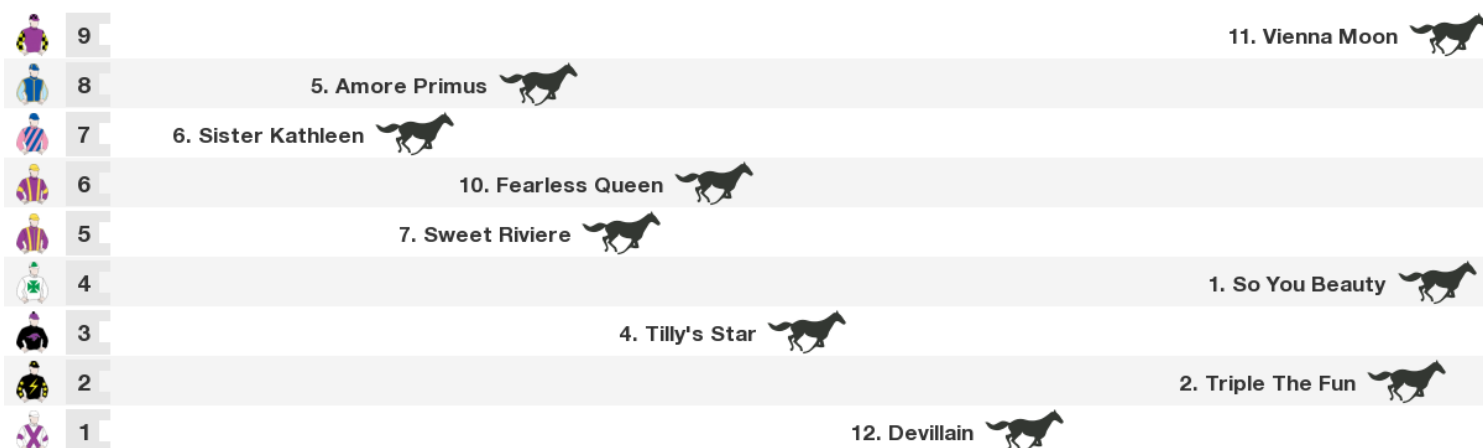 9 11. Vienna Moon
8 5. Amore Primus
7 6. Sister Kathleen
6 10. Fearless Queen
5 7. Sweet Riviere
4 1. So You Beauty
3 4. Tilly's Star
2 2. Triple The Fun
1 12. Devillain